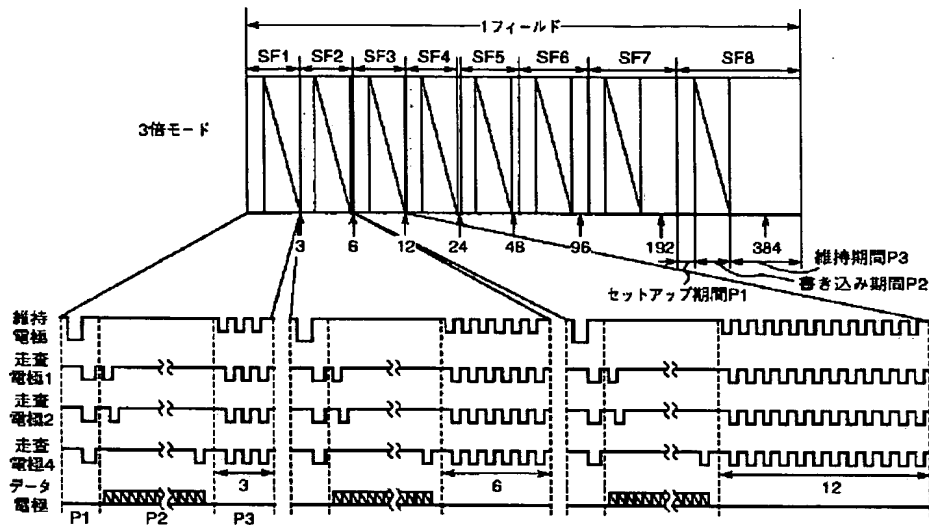 1フィールド
SF1 SF2 SF3 SF4 SF5 SF6 SF7 SF8
3倍モード
3 6 12 24 48 96 192 384
維持期間P3
書き込み期間P2
セットアップ期間P1
維持
電極
走査
電極1
走査
電極2
走査
電極4
データ
電極
3 6 12
P1 P2 P3